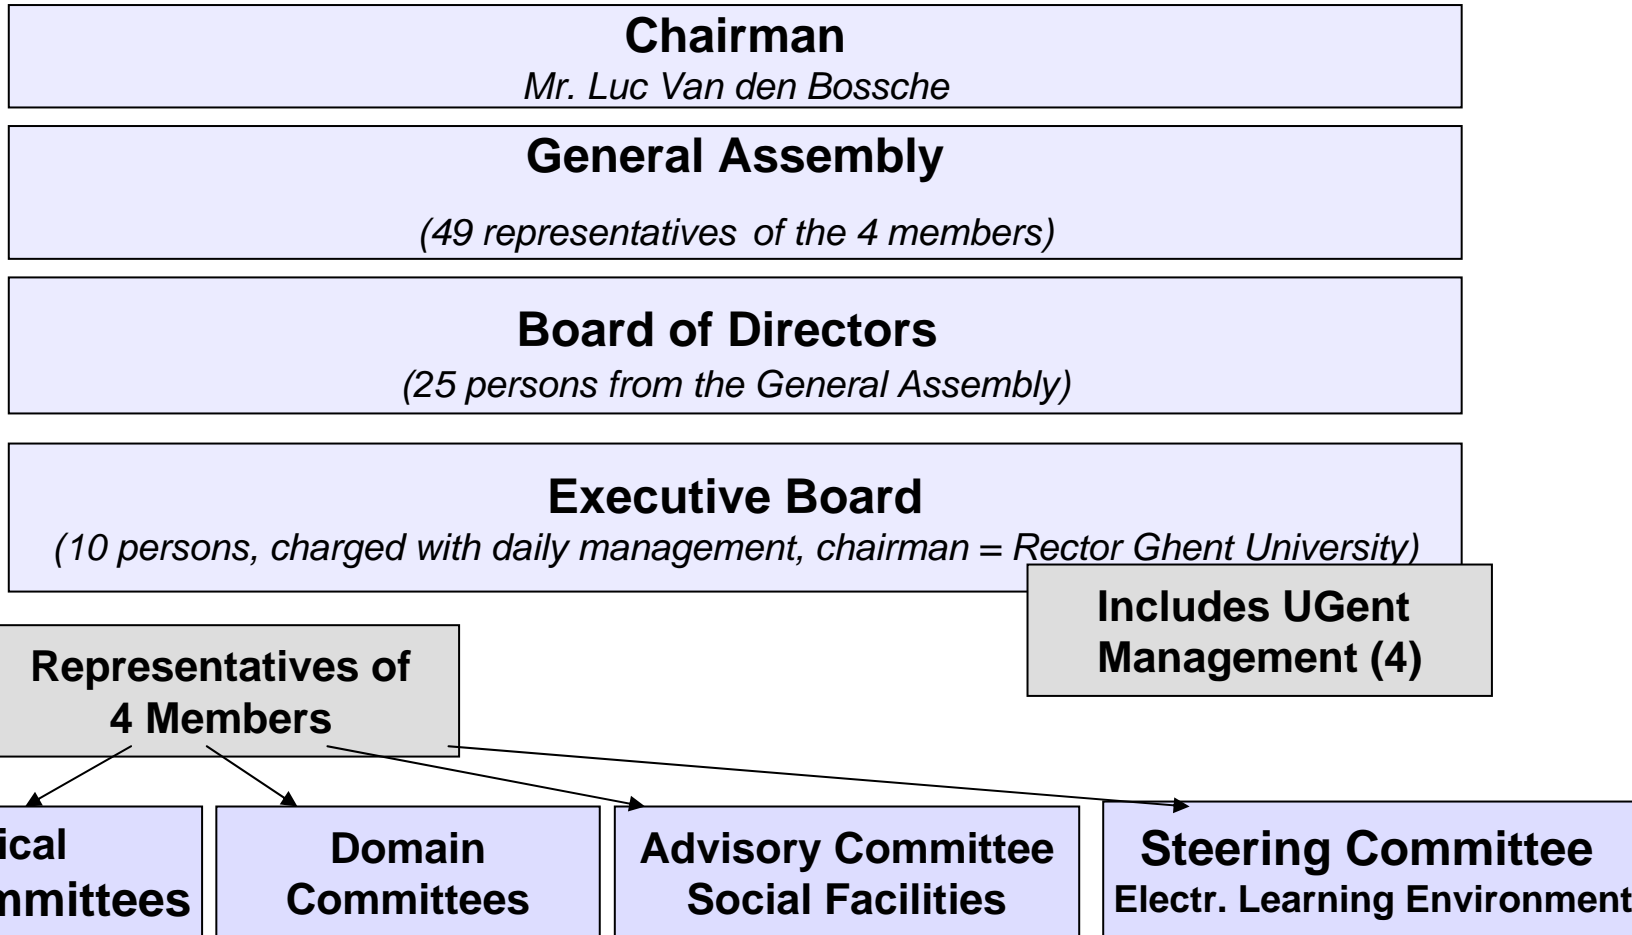 Chairman
Mr. Luc Van den Bossche
General Assembly
(49 representatives of the 4 members)
Board of Directors
(25 persons from the General Assembly)
Executive Board
(10 persons, charged with daily management, chairman = Rector Ghent University)
Includes UGent
Management (4)
Representatives of
4 Members
Domain
Committees
Advisory Committee
Social Facilities
Steering Committee
Electr. Learning Environment